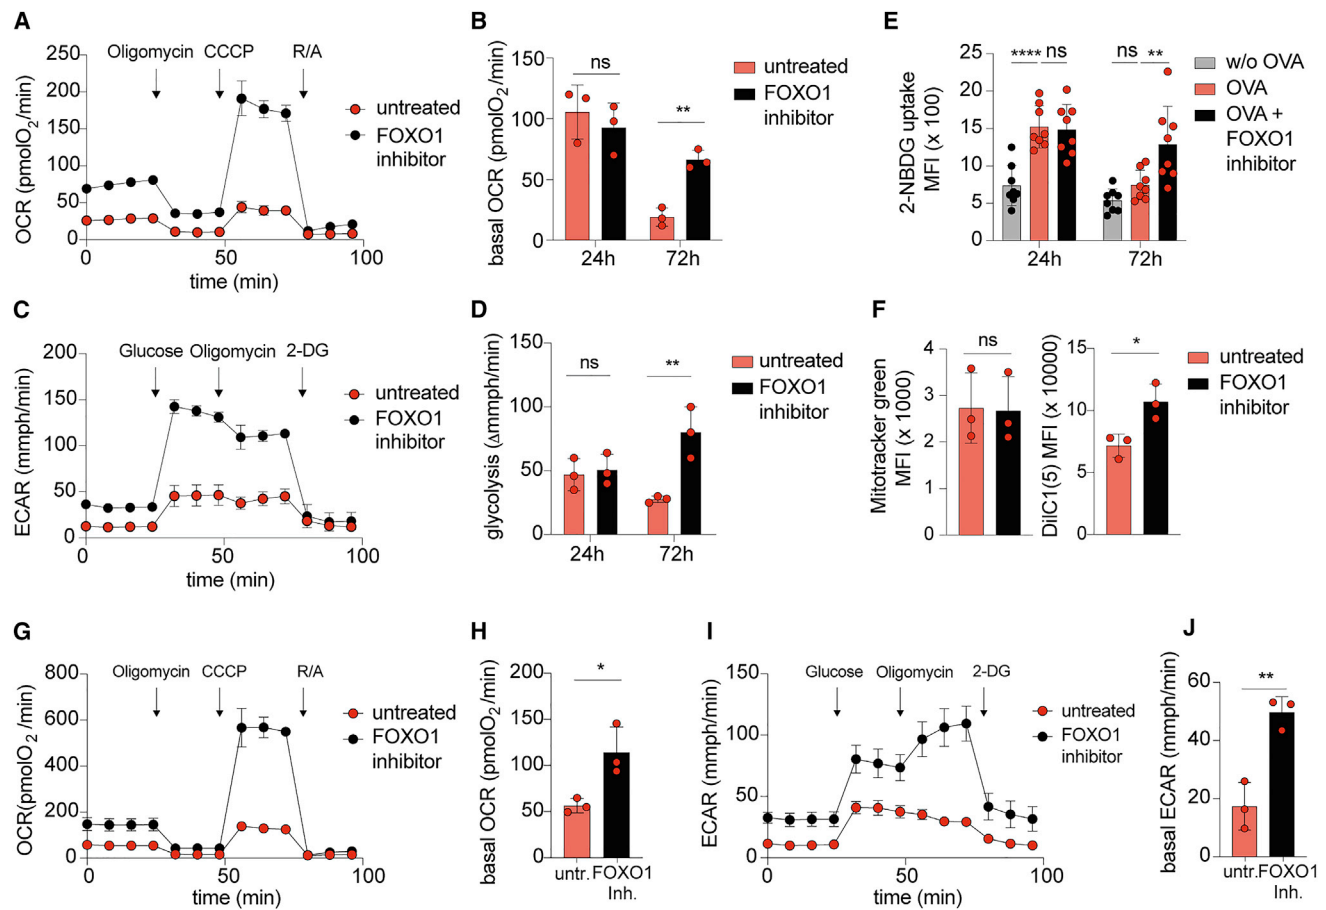 A
250
200
150
100
50
0
OCR (pmolO2/min)
Oligomycin
CCCP
R/A
untreated
FOXO1
inhibitor
0
50
100
time (min)
B
150
100
50
0
basal OCR (pmolO2/min)
ns
**
24h
72h
untreated
FOXO1
inhibitor
E
25
20
15
10
5
0
2-NBDG uptake
MFI (x 100)
****
ns
ns
**
24h
72h
w/o OVA
OVA
OVA +
FOXO1
inhibitor
C
200
150
100
50
0
ECAR (mmph/min)
Glucose
Oligomycin
2-DG
untreated
FOXO1
inhibitor
0
50
100
time (min)
D
150
100
50
0
glycolysis (Δmmph/min)
ns
**
24h
72h
untreated
FOXO1
inhibitor
F
4
3
2
1
0
Mitotracker green
MFI (x 1000)
ns
15
10
5
0
DilC1(5) MFI (x 10000)
*
untreated
FOXO1
inhibitor
G
800
600
400
200
0
OCR(pmolO2/min)
Oligomycin
CCCP
R/A
untreated
FOXO1
inhibitor
0
50
100
time (min)
H
200
150
100
50
0
basal OCR (pmolO2/min)
*
untr.
FOXO1
Inh.
I
150
100
50
0
ECAR (mmph/min)
Glucose
Oligomycin
2-DG
untreated
FOXO1
inhibitor
0
50
100
time (min)
J
60
40
20
0
basal ECAR (mmph/min)
**
untr.
FOXO1
Inh.